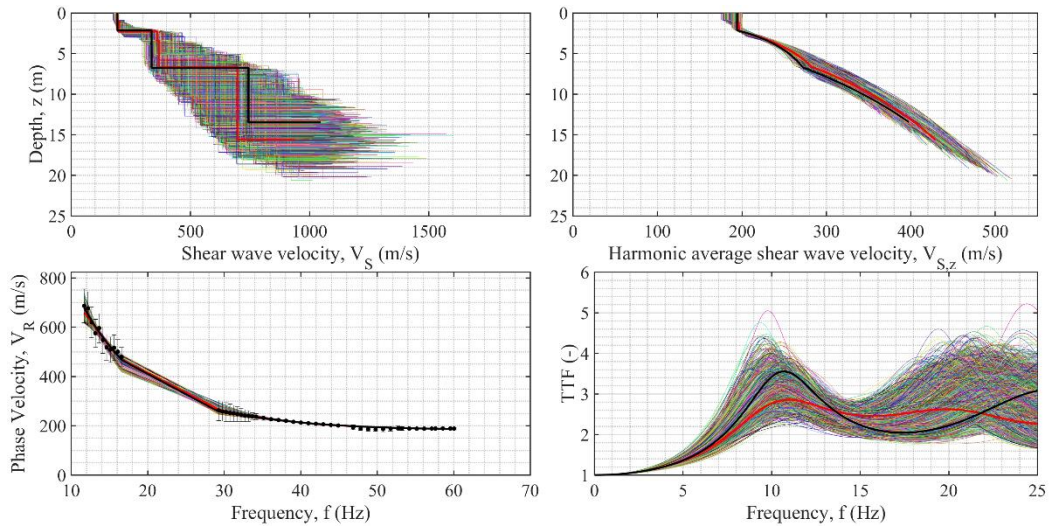 0
5
10
15
20
25
Depth, z (m)
0 500 1000 1500
Shear wave velocity, V_S (m/s)
0
5
10
15
20
25
0 100 200 300 400 500
Harmonic average shear wave velocity, V_S,z (m/s)
800
600
400
200
0
Phase Velocity, V_R (m/s)
10 20 30 40 50 60 70
Frequency, f (Hz)
6
5
4
3
2
1
TTF (-)
0 5 10 15 20 25
Frequency, f (Hz)